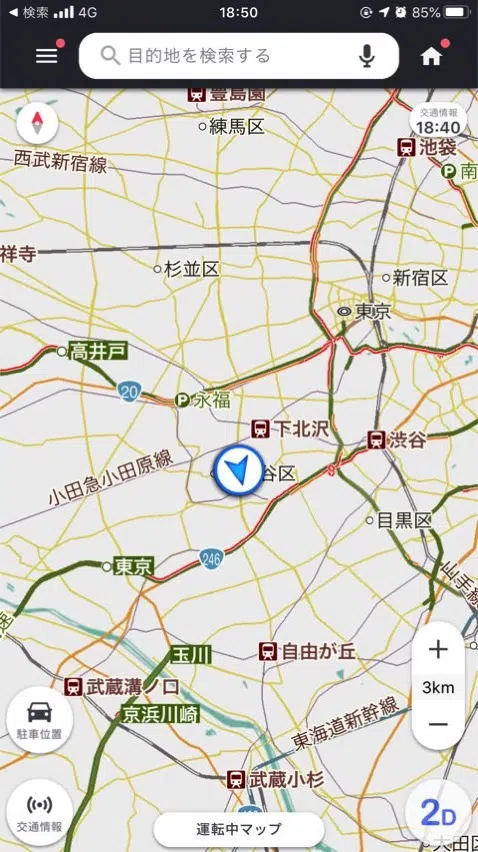 検索 4G 18:50 85%
目的地を検索する
豊島園
練馬区
交通情報
18:40
西武新宿線
池袋
南
祥寺
杉並区
新宿区
東京
高井戸
20
永福
下北沢
渋谷
小田急小田原線
谷区
目黒区
246
東京
山手線
速
自由が丘
玉川
武蔵溝ノ口
3km
京浜川崎
駐車位置
東海道新幹線
武蔵小杉
交通情報
運転中マップ
2D
大田区